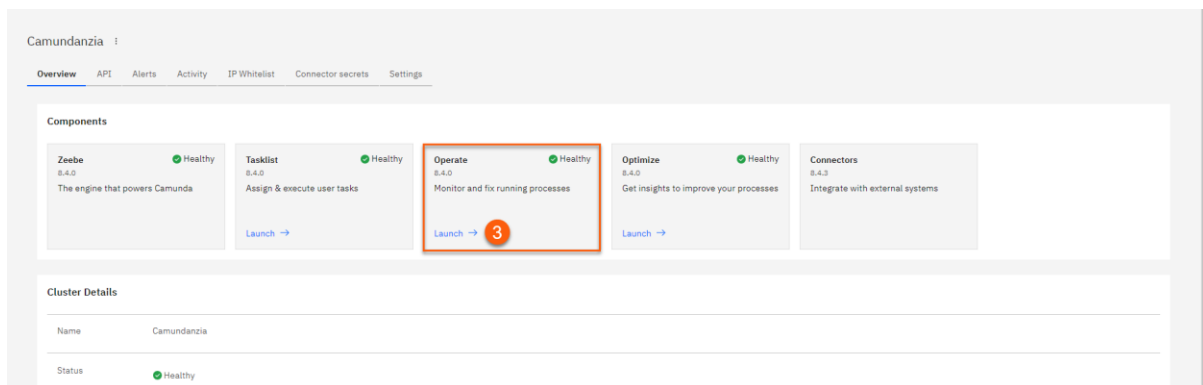 Camundanzia
Overview API Alerts Activity IP Whitelist Connector secrets Settings
Components
Zeebe Healthy
8.4.0
The engine that powers Camunda
Tasklist Healthy
8.4.0
Assign & execute user tasks
Launch →
Operate Healthy
8.4.0
Monitor and fix running processes
Launch → 3
Optimize Healthy
8.4.0
Get insights to improve your processes
Launch →
Connectors
8.4.3
Integrate with external systems
Cluster Details
Name Camundanzia
Status Healthy